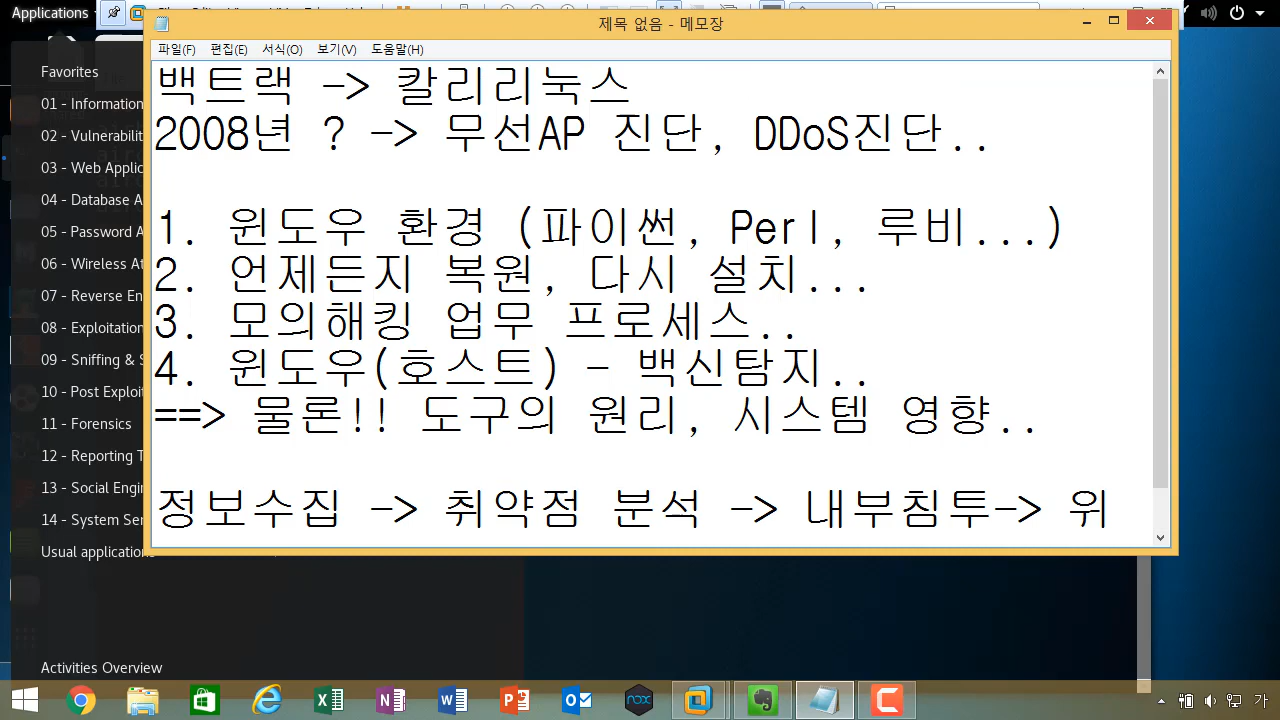 Applications
제목 없음 - 메모장
파일(F) 편집(E) 서식(O) 보기(V) 도움말(H)
백트랙 -> 칼리리눅스
2008년 ? -> 무선AP 진단, DDoS진단..
1. 윈도우 환경 (파이썬, Perl, 루비...)
2. 언제든지 복원, 다시 설치...
3. 모의해킹 업무 프로세스..
4. 윈도우(호스트) - 백신탐지..
==> 물론!! 도구의 원리, 시스템 영향..
정보수집 -> 취약점 분석 -> 내부침투-> 위
Favorites
01 - Information
02 - Vulnerabilit
03 - Web Applic
04 - Database A
05 - Password A
06 - Wireless At
07 - Reverse En
08 - Exploitation
09 - Sniffing & S
10 - Post Exploit
11 - Forensics
12 - Reporting T
13 - Social Engin
14 - System Ser
Usual applications
Activities Overview
가